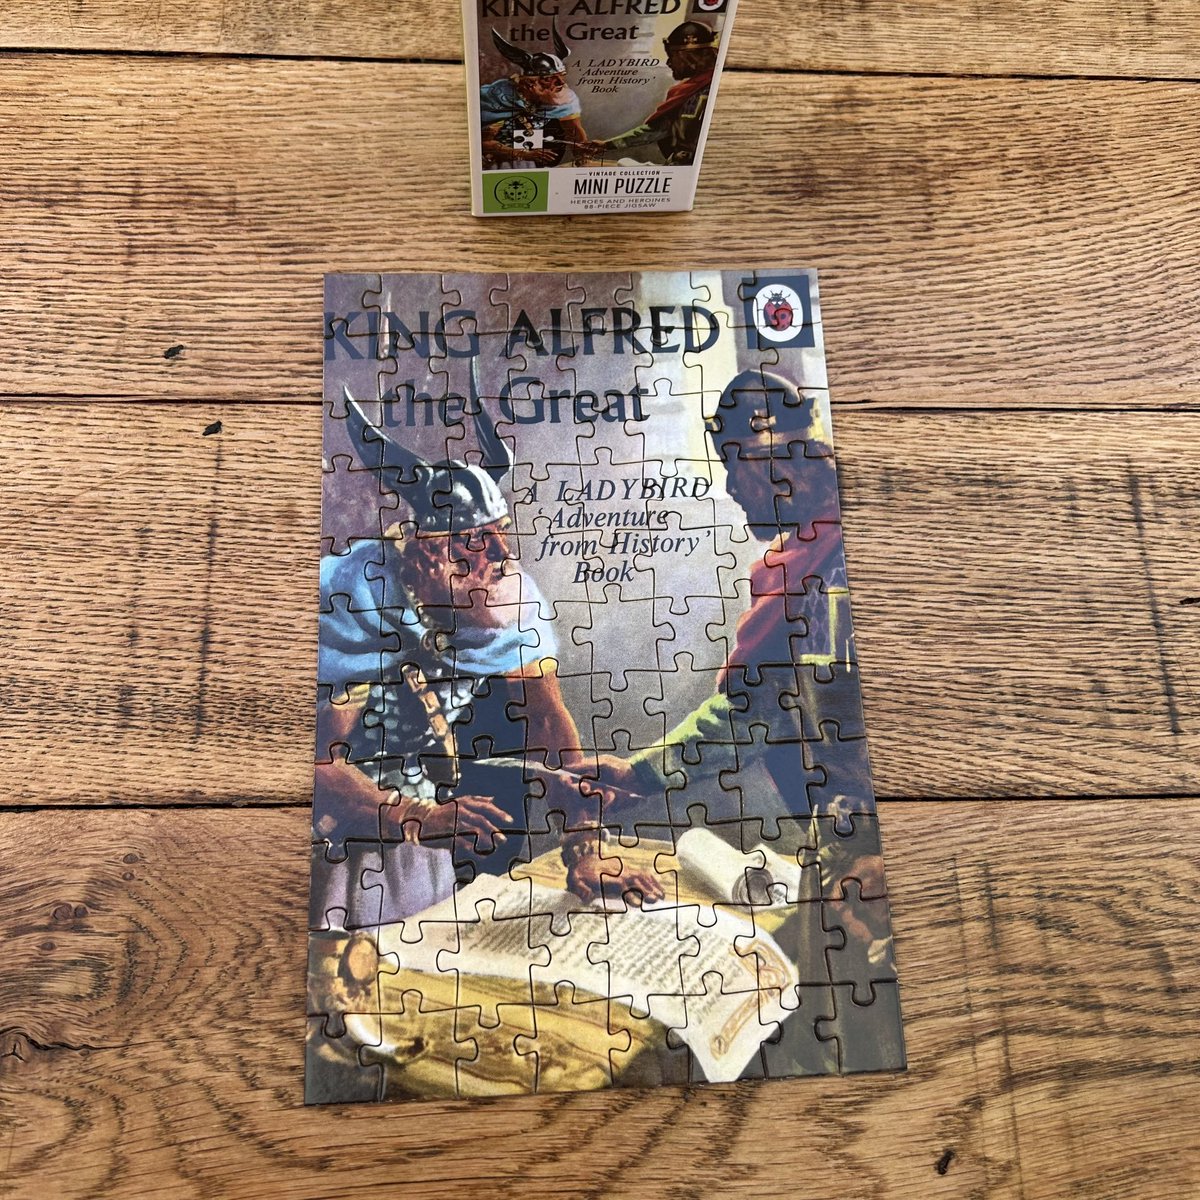 KING ALFRED
the Great
A LADYBIRD
'Adventure
from History'
Book
VINTAGE COLLECTION
MINI PUZZLE
HEROES AND HEROINES
88-PIECE JIGSAW
KING ALFRED
the Great
A LADYBIRD
'Adventure
from History'
Book